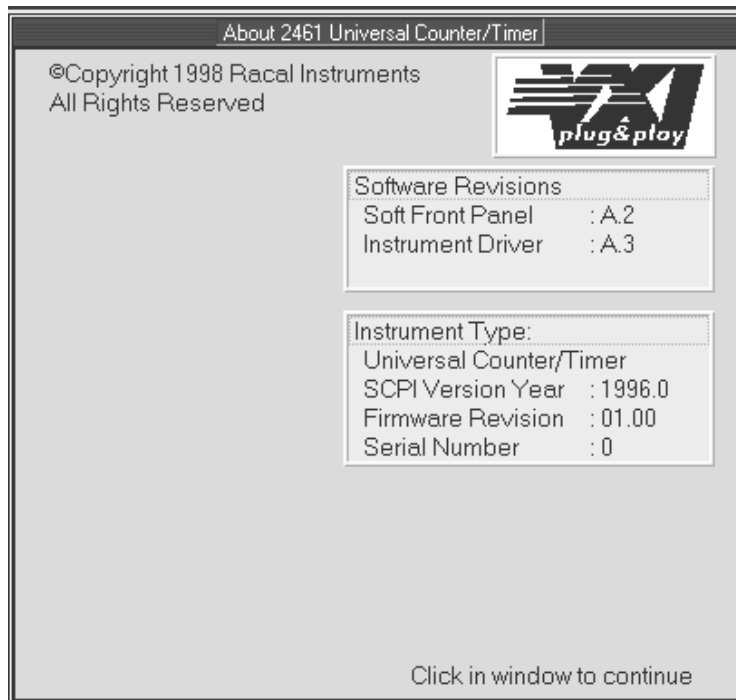 About 2461 Universal Counter/Timer
©Copyright 1998 Racal Instruments
All Rights Reserved
VXI
plug&play
Software Revisions
Soft Front Panel : A.2
Instrument Driver : A.3
Instrument Type:
Universal Counter/Timer
SCPI Version Year : 1996.0
Firmware Revision : 01.00
Serial Number : 0
Click in window to continue